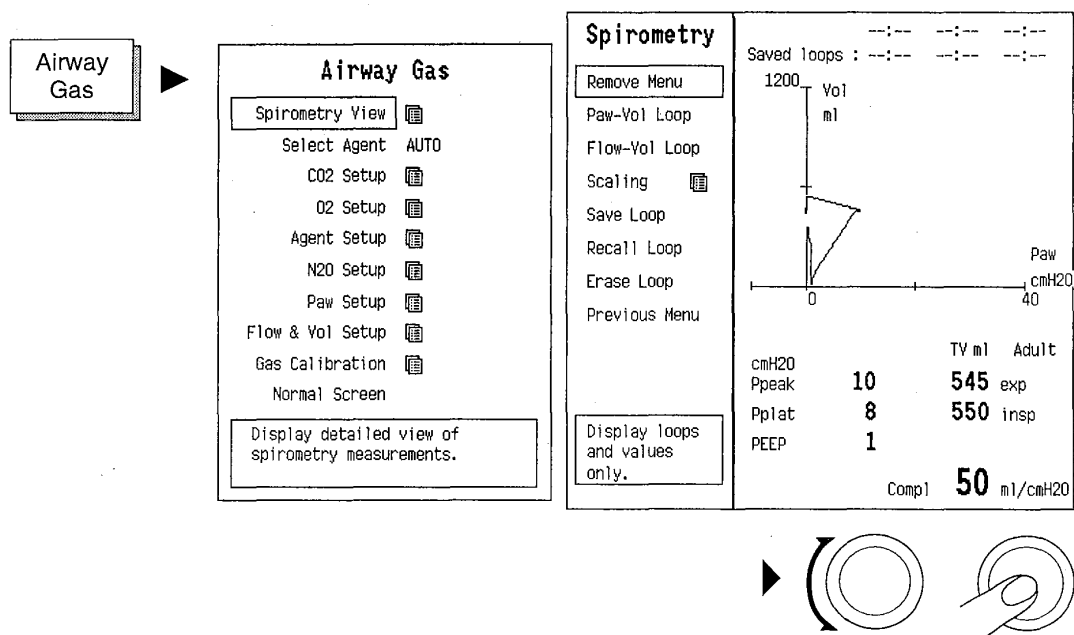 Airway
Gas
Airway Gas
Spirometry View
Select Agent AUTO
CO2 Setup
O2 Setup
Agent Setup
N2O Setup
Paw Setup
Flow & Vol Setup
Gas Calibration
Normal Screen
Display detailed view of
spirometry measurements.
Spirometry
Remove Menu
Paw-Vol Loop
Flow-Vol Loop
Scaling
Save Loop
Recall Loop
Erase Loop
Previous Menu
Display loops
and values
only.
--:-- --:-- --:--
Saved loops : --:-- --:-- --:--
1200 Vol
ml
Paw
cmH2O
0 40
TV ml Adult
cmH2O
Ppeak 10 545 exp
Pplat 8 550 insp
PEEP 1
Compl 50 ml/cmH2O